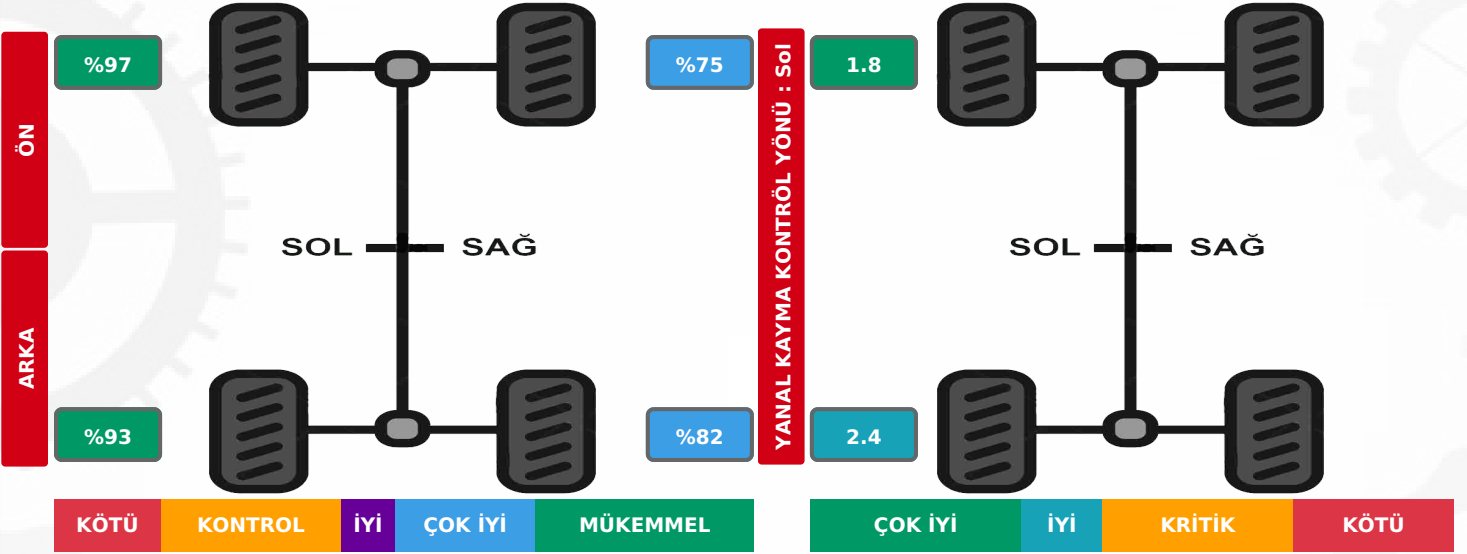 ÖN
%97
%75
YANAL KAYMA KONTRÖL YÖNÜ : Sol
1.8
SOL SAĞ
SOL SAĞ
ARKA
%93
%82
2.4
KÖTÜ KONTROL İYİ ÇOK İYİ MÜKEMMEL
ÇOK İYİ İYİ KRİTİK KÖTÜ